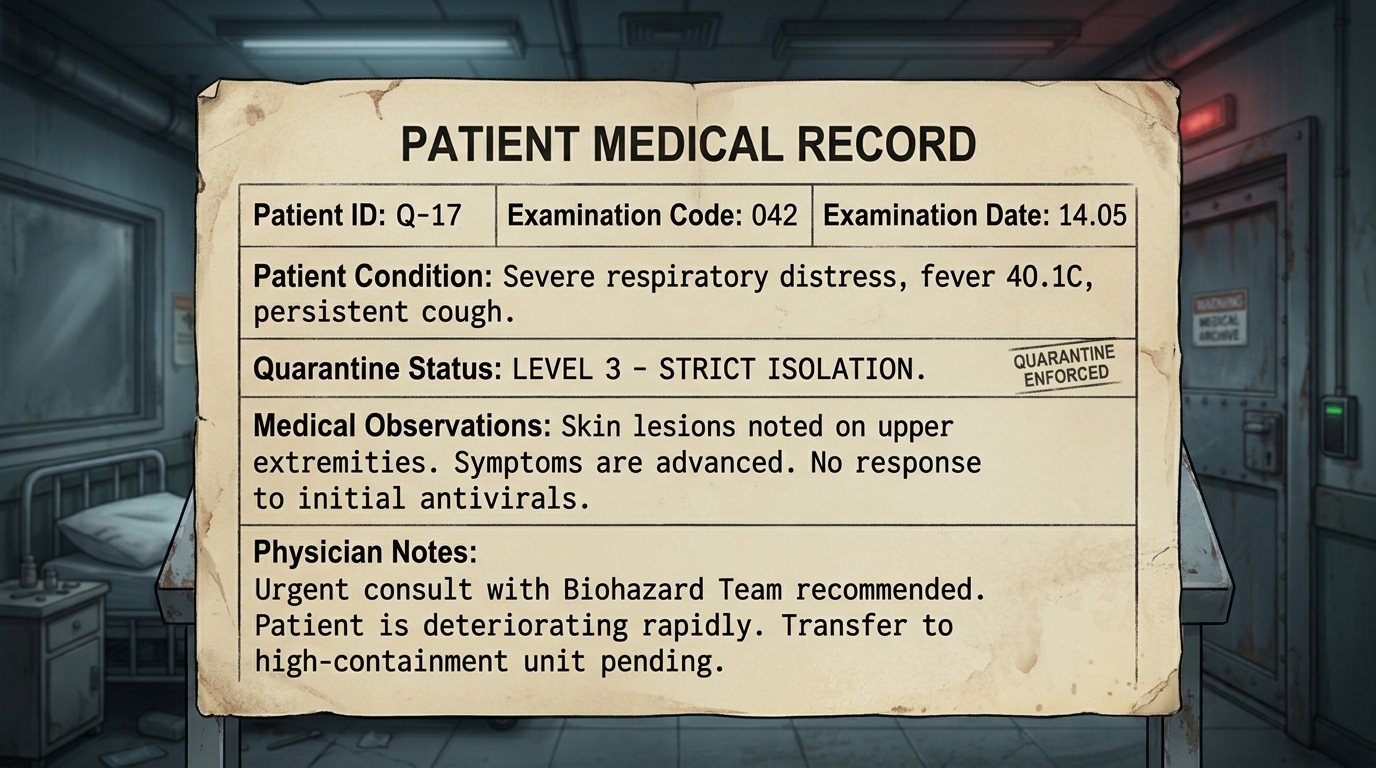 PATIENT MEDICAL RECORD
Patient ID: Q-17
Examination Code: 042
Examination Date: 14.05
Patient Condition: Severe respiratory distress, fever 40.1C,
persistent cough.
Quarantine Status: LEVEL 3 - STRICT ISOLATION.
QUARANTINE
ENFORCED
Medical Observations: Skin lesions noted on upper
extremities. Symptoms are advanced. No response
to initial antivirals.
Physician Notes:
Urgent consult with Biohazard Team recommended.
Patient is deteriorating rapidly. Transfer to
high-containment unit pending.
WARNING
MEDICAL
ARCHIVE